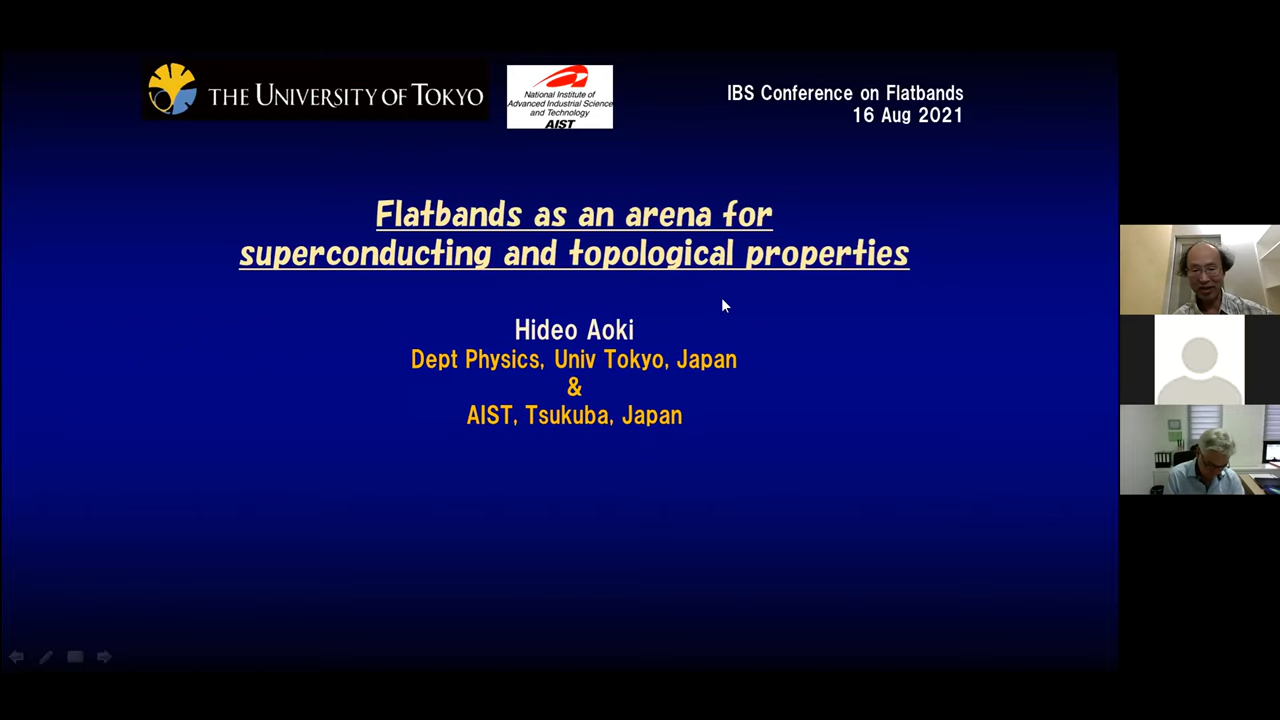 THE UNIVERSITY OF TOKYO
National Institute of
Advanced Industrial Science
and Technology
AIST
IBS Conference on Flatbands
16 Aug 2021
Flatbands as an arena for
superconducting and topological properties
Hideo Aoki
Dept Physics, Univ Tokyo, Japan
&
AIST, Tsukuba, Japan